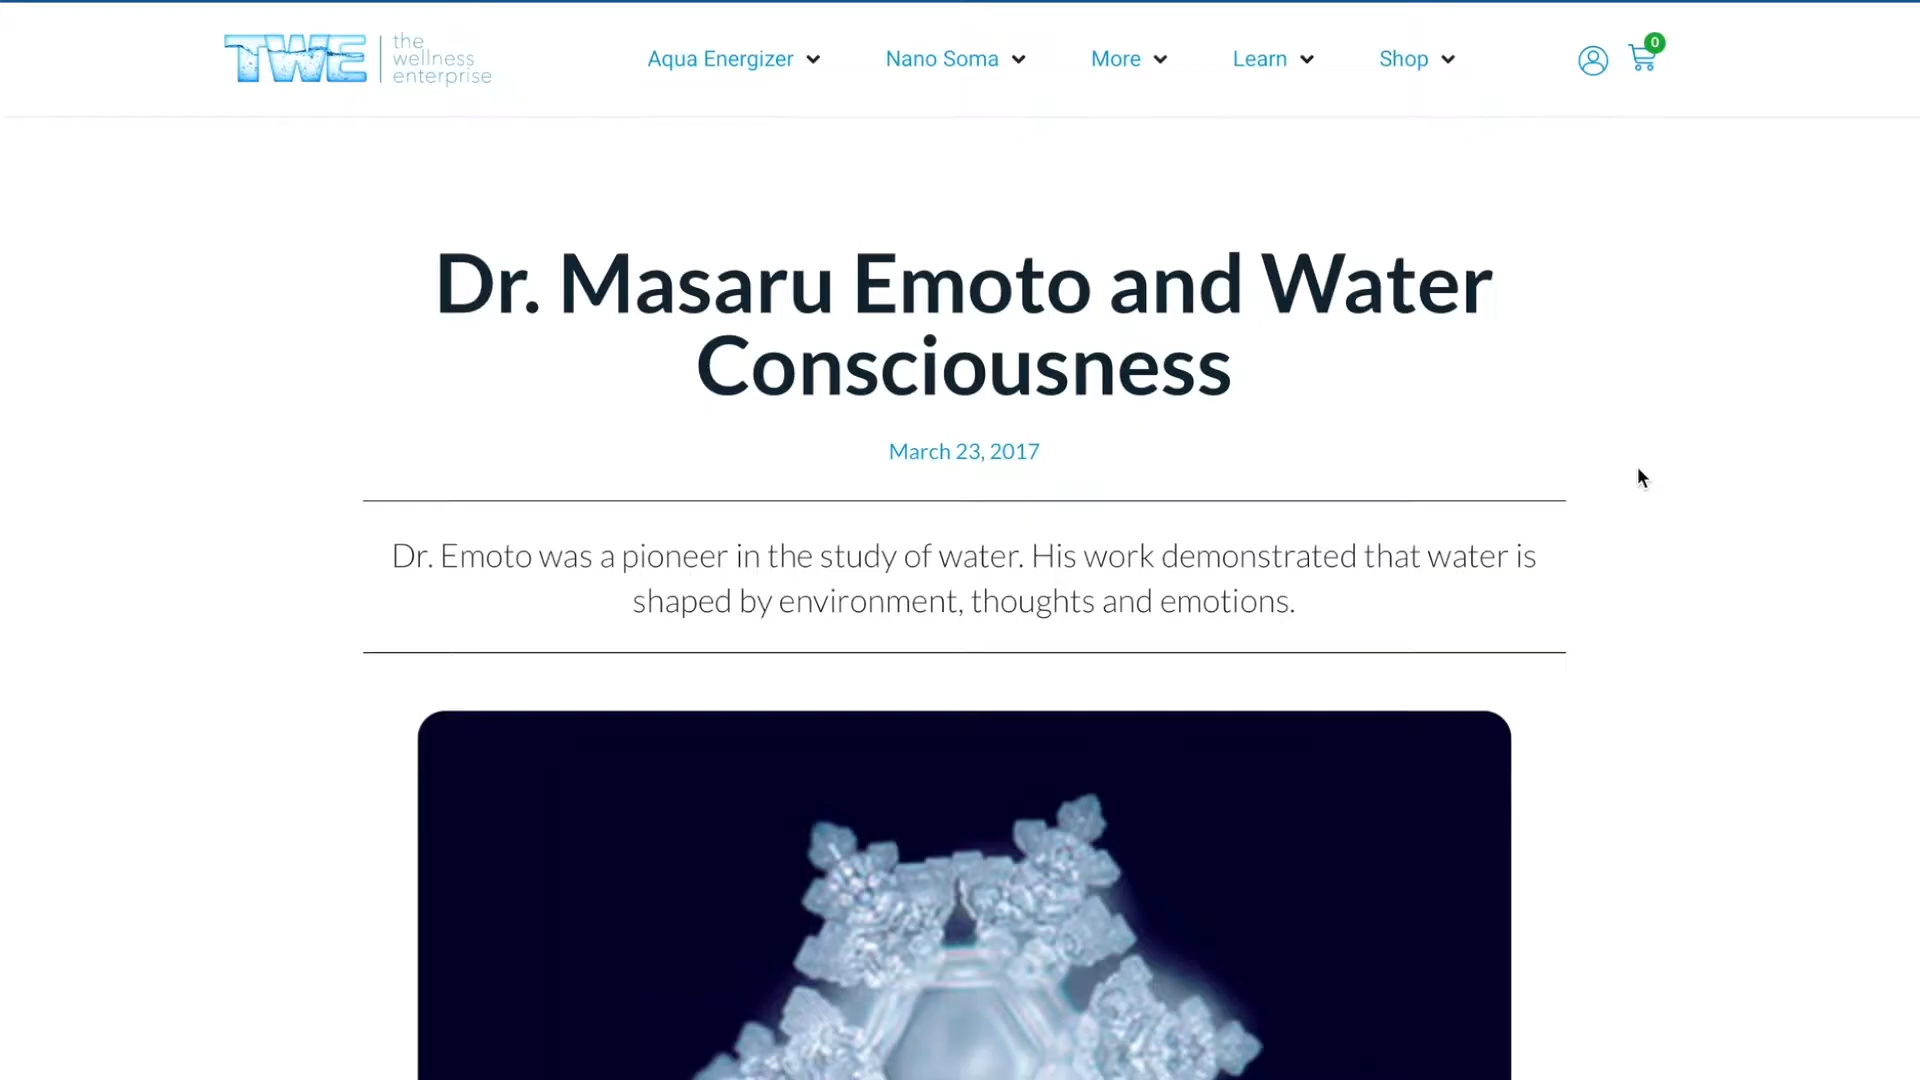 TWE
the
wellness
enterprise
Aqua Energizer
Nano Soma
More
Learn
Shop
0
Dr. Masaru Emoto and Water
Consciousness
March 23, 2017
Dr. Emoto was a pioneer in the study of water. His work demonstrated that water is
shaped by environment, thoughts and emotions.